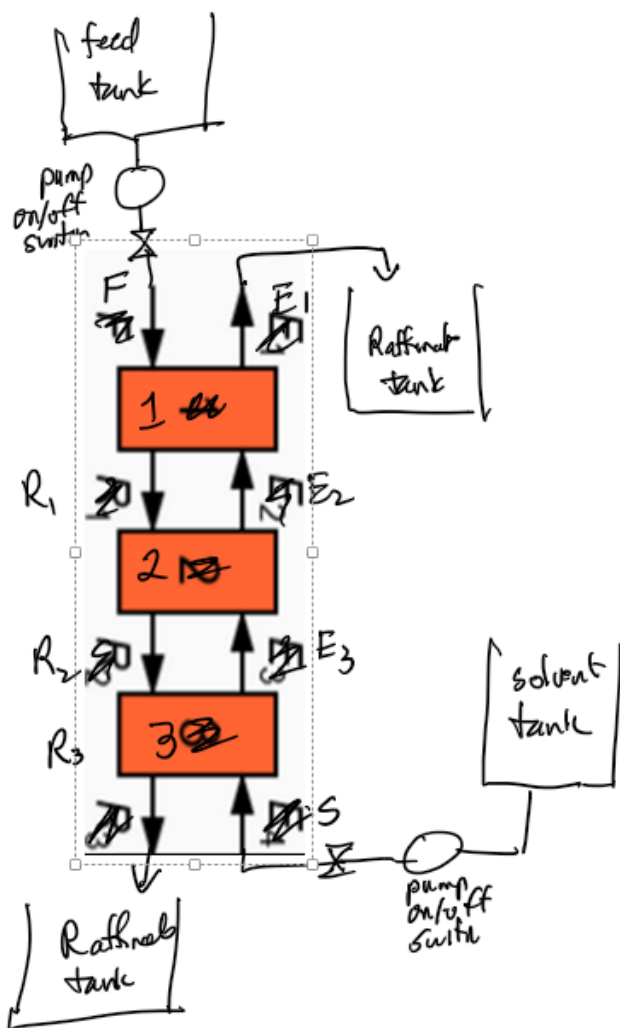 feed
tank
pump
on/off
switch
F
E1
Raffinate
tank
1
R1
E2
2
R2
E3
solvent
tank
3
R3
S
pump
on/off
switch
Raffinate
tank